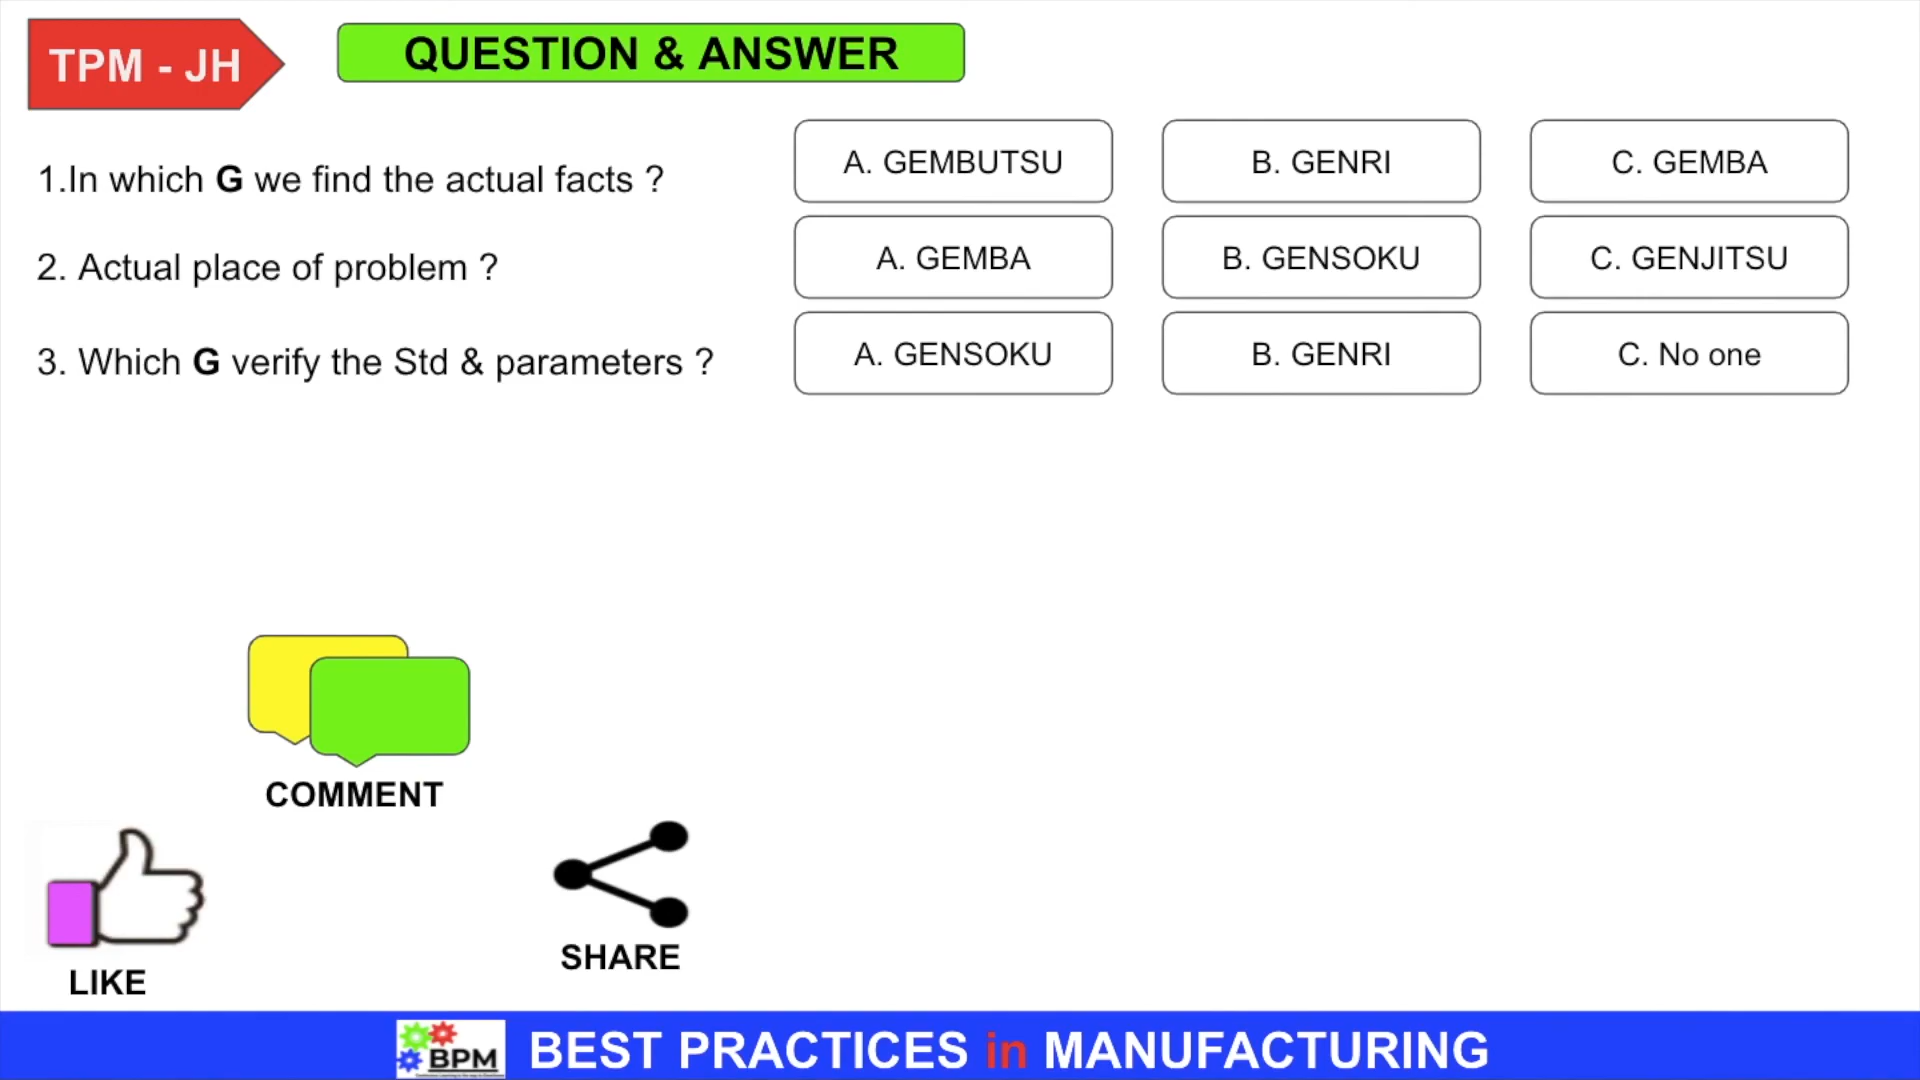 TPM - JH
QUESTION & ANSWER
1.In which G we find the actual facts ?
A. GEMBUTSU
B. GENRI
C. GEMBA
2. Actual place of problem ?
A. GEMBA
B. GENSOKU
C. GENJITSU
3. Which G verify the Std & parameters ?
A. GENSOKU
B. GENRI
C. No one
COMMENT
LIKE
SHARE
BPM
BEST PRACTICES in MANUFACTURING